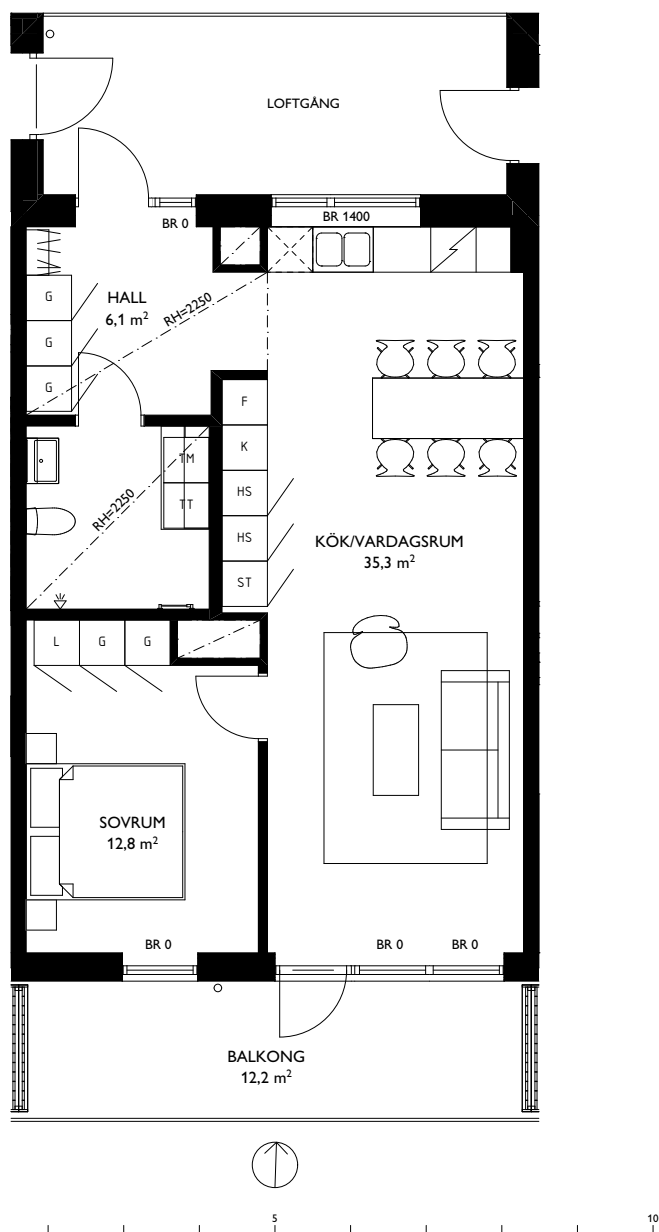 LOFTGÅNG
BR 0
BR 1400
G
HALL
6,1 m²
RH=2250
G
G
F
K
TM
HS
TT
RH=2250
HS
KÖK/VARDAGSRUM
35,3 m²
ST
L
G
G
SOVRUM
12,8 m²
BR 0
BR 0
BR 0
BALKONG
12,2 m²
5
10